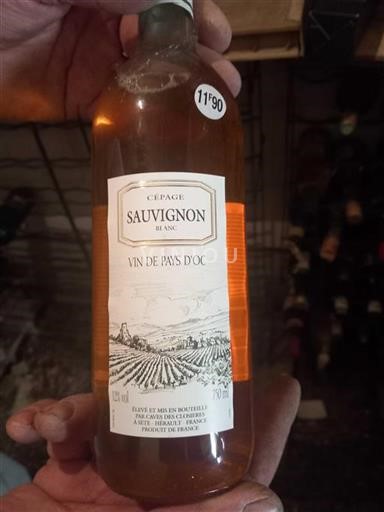 11F90
CÉPAGE
SAUVIGNON
BLANC
VIN DE PAYS D'OC
12% vol 750 ml
ÉLEVÉ ET MIS EN BOUTEILLE
PAR CAVES DES CLOSIERES
À SETE - HÉRAULT - FRANCE
PRODUIT DE FRANCE